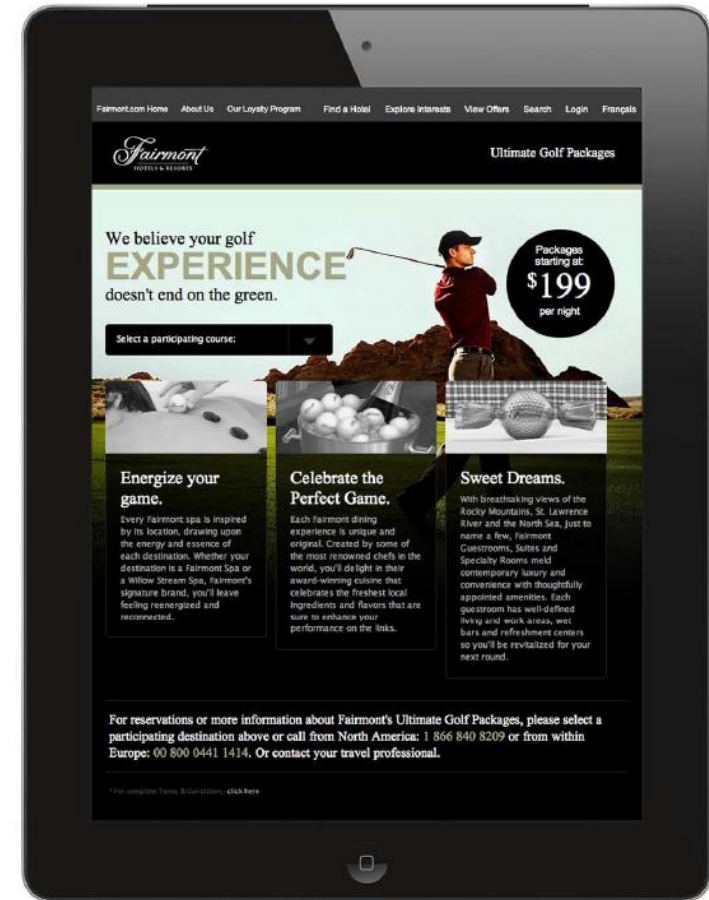 Fairmont.com Home About Us Our Loyalty Program Find a Hotel Explore Interests View Offers Search Login Français
Fairmont
HOTELS & RESORTS
Ultimate Golf Packages
We believe your golf
EXPERIENCE
doesn't end on the green.
Packages
starting at:
$199
per night
Select a participating course:
Energize your
game.
Every Fairmont spa is inspired
by its location, drawing upon
the energy and essence of
each destination. Whether your
destination is a Fairmont Spa or
a Willow Stream Spa, Fairmont's
signature brand, you'll leave
feeling reenergized and
reconnected.
Celebrate the
Perfect Game.
Each Fairmont dining
experience is unique and
original. Created by some of
the most renowned chefs in the
world, you'll delight in their
award-winning cuisine that
celebrates the freshest local
ingredients and flavors that are
sure to enhance your
performance on the links.
Sweet Dreams.
With breathtaking views of the
Rocky Mountains, St. Lawrence
River and the North Sea, just to
name a few, Fairmont
Guestrooms, Suites and
Specialty Rooms meld
contemporary luxury and
convenience with thoughtfully
appointed amenities. Each
guestroom has well-defined
living and work areas, wet
bars and refreshment centers
so you'll be revitalized for your
next round.
For reservations or more information about Fairmont's Ultimate Golf Packages, please select a
participating destination above or call from North America: 1 866 840 8209 or from within
Europe: 00 800 0441 1414. Or contact your travel professional.
* For complete Terms & Conditions, click here.